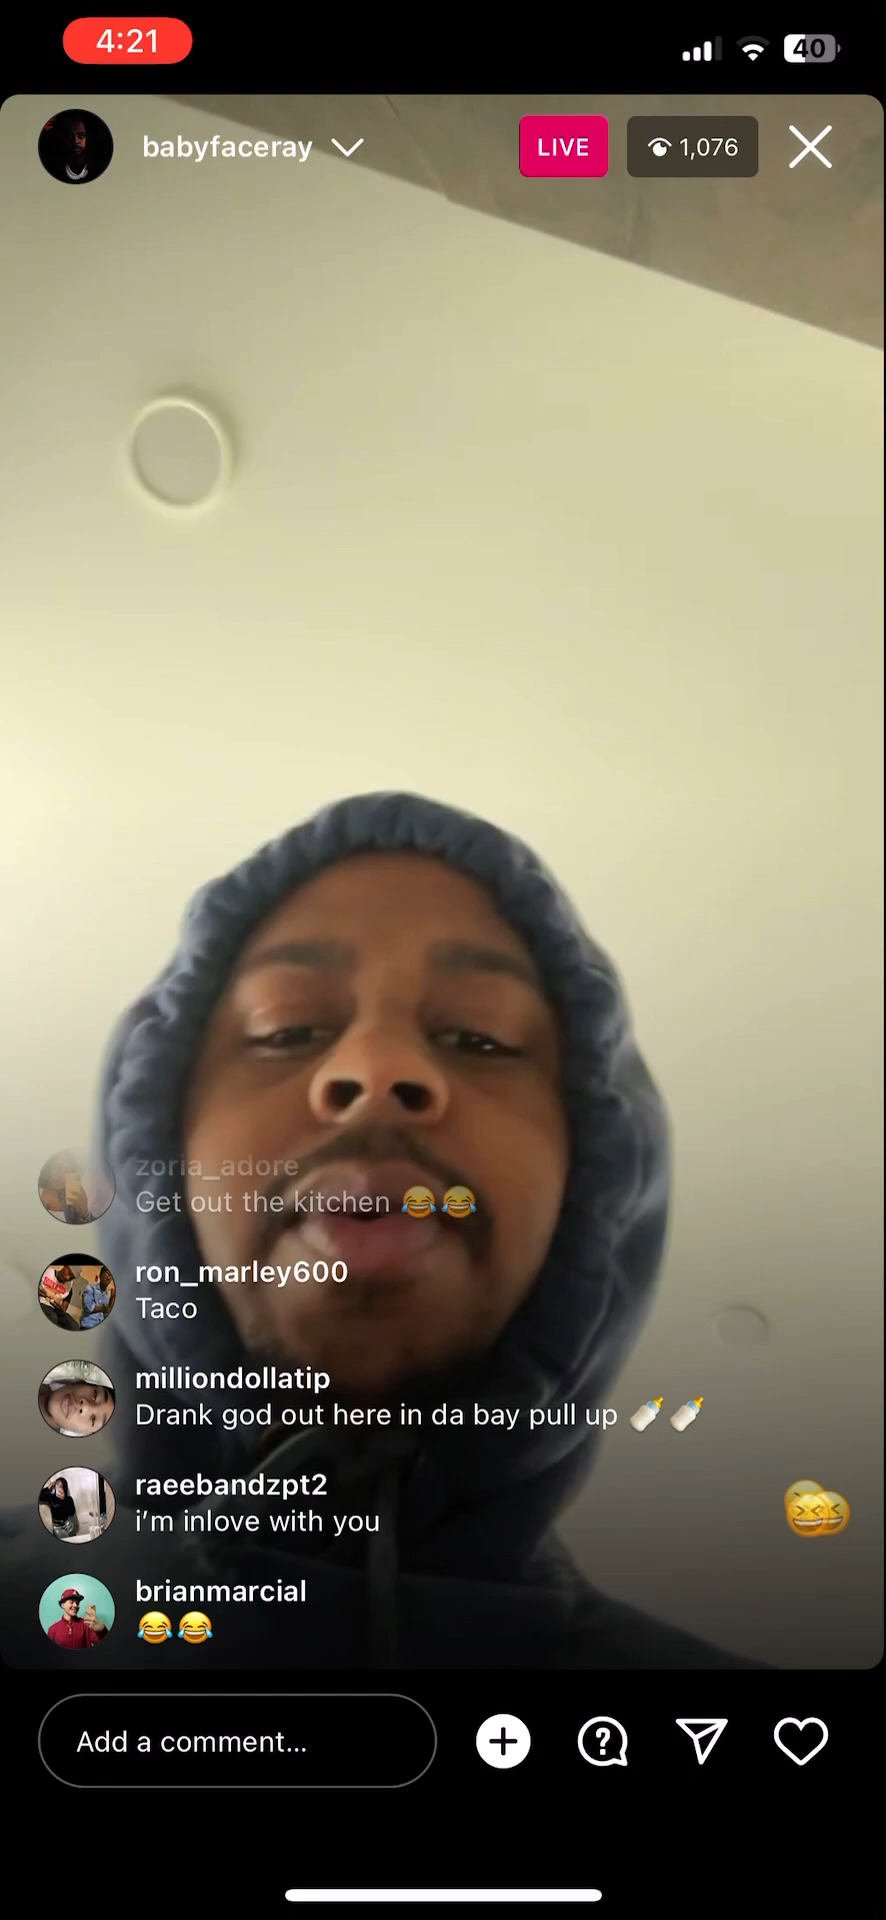 4:21
40
babyfaceray
LIVE
1,076
zoria_adore
Get out the kitchen 😂😂
ron_marley600
Taco
milliondollatip
Drank god out here in da bay pull up 🍼🍼
raeebandzpt2
i’m inlove with you
brianmarcial
😂😂
Add a comment...